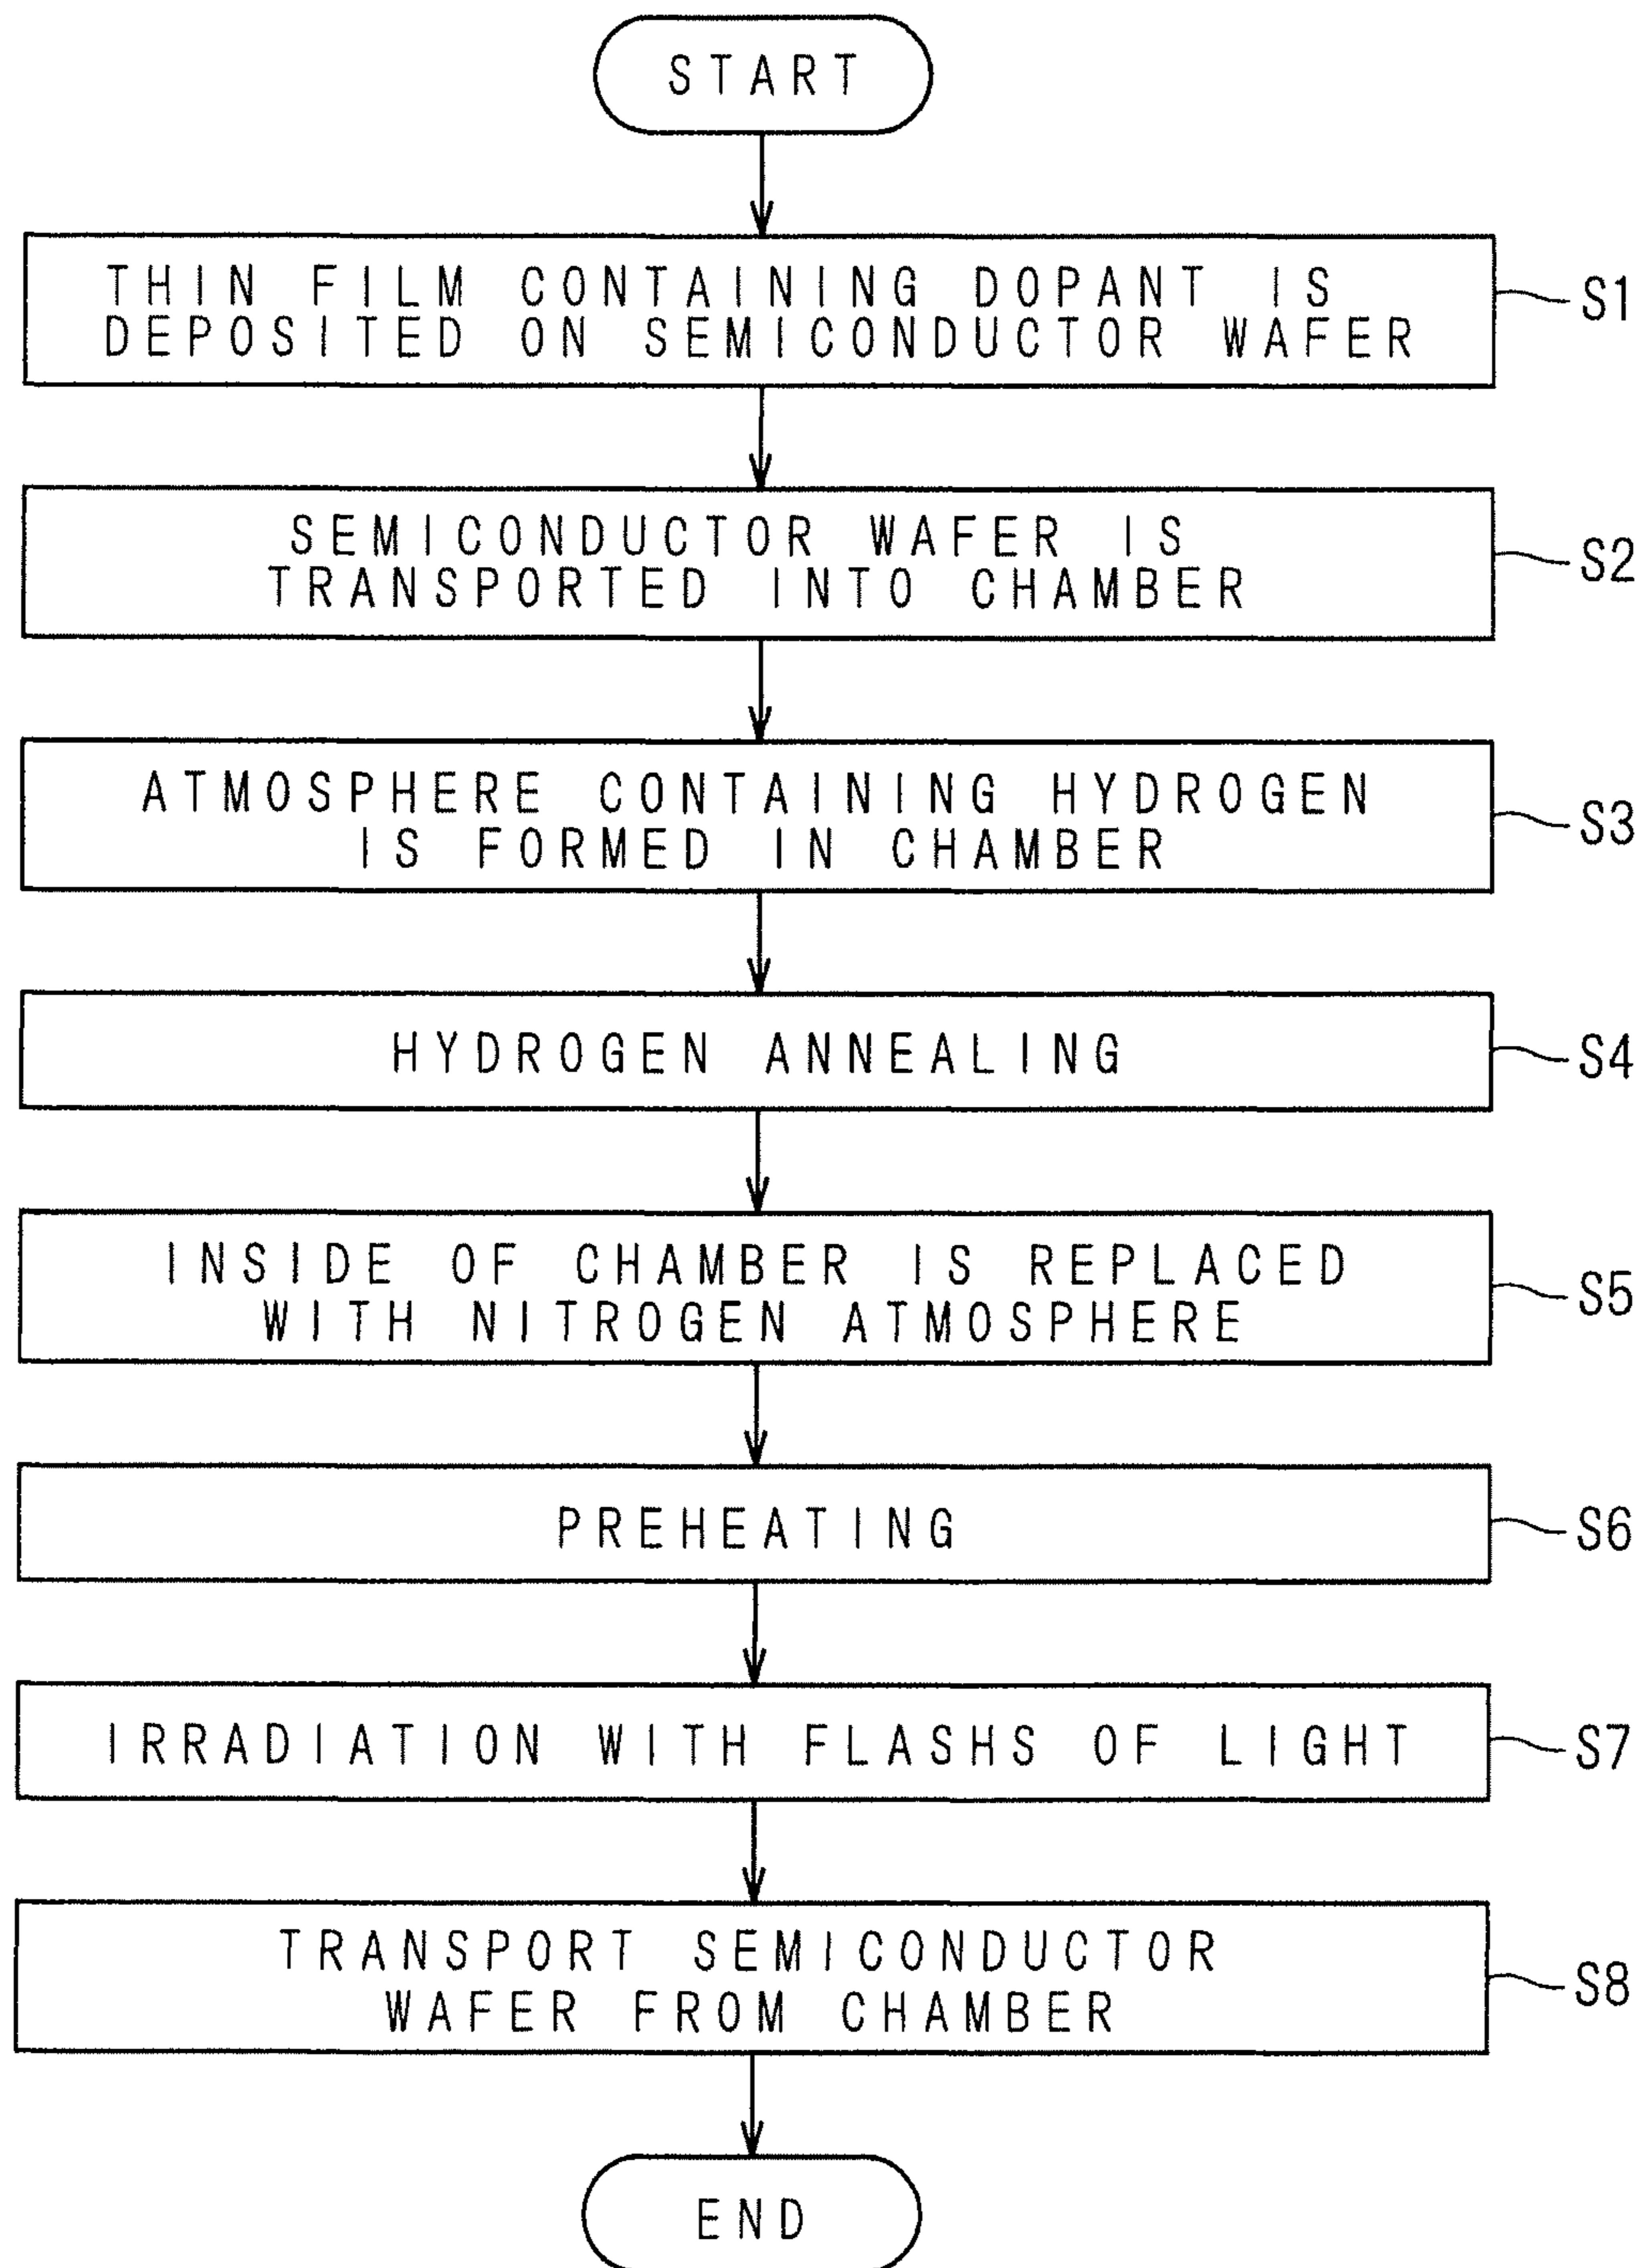 START
THIN FILM CONTAINING DOPANT IS
DEPOSITED ON SEMICONDUCTOR WAFER
S1
SEMICONDUCTOR WAFER IS
TRANSPORTED INTO CHAMBER
S2
ATMOSPHERE CONTAINING HYDROGEN
IS FORMED IN CHAMBER
S3
HYDROGEN ANNEALING
S4
INSIDE OF CHAMBER IS REPLACED
WITH NITROGEN ATMOSPHERE
S5
PREHEATING
S6
IRRADIATION WITH FLASHS OF LIGHT
S7
TRANSPORT SEMICONDUCTOR
WAFER FROM CHAMBER
S8
END